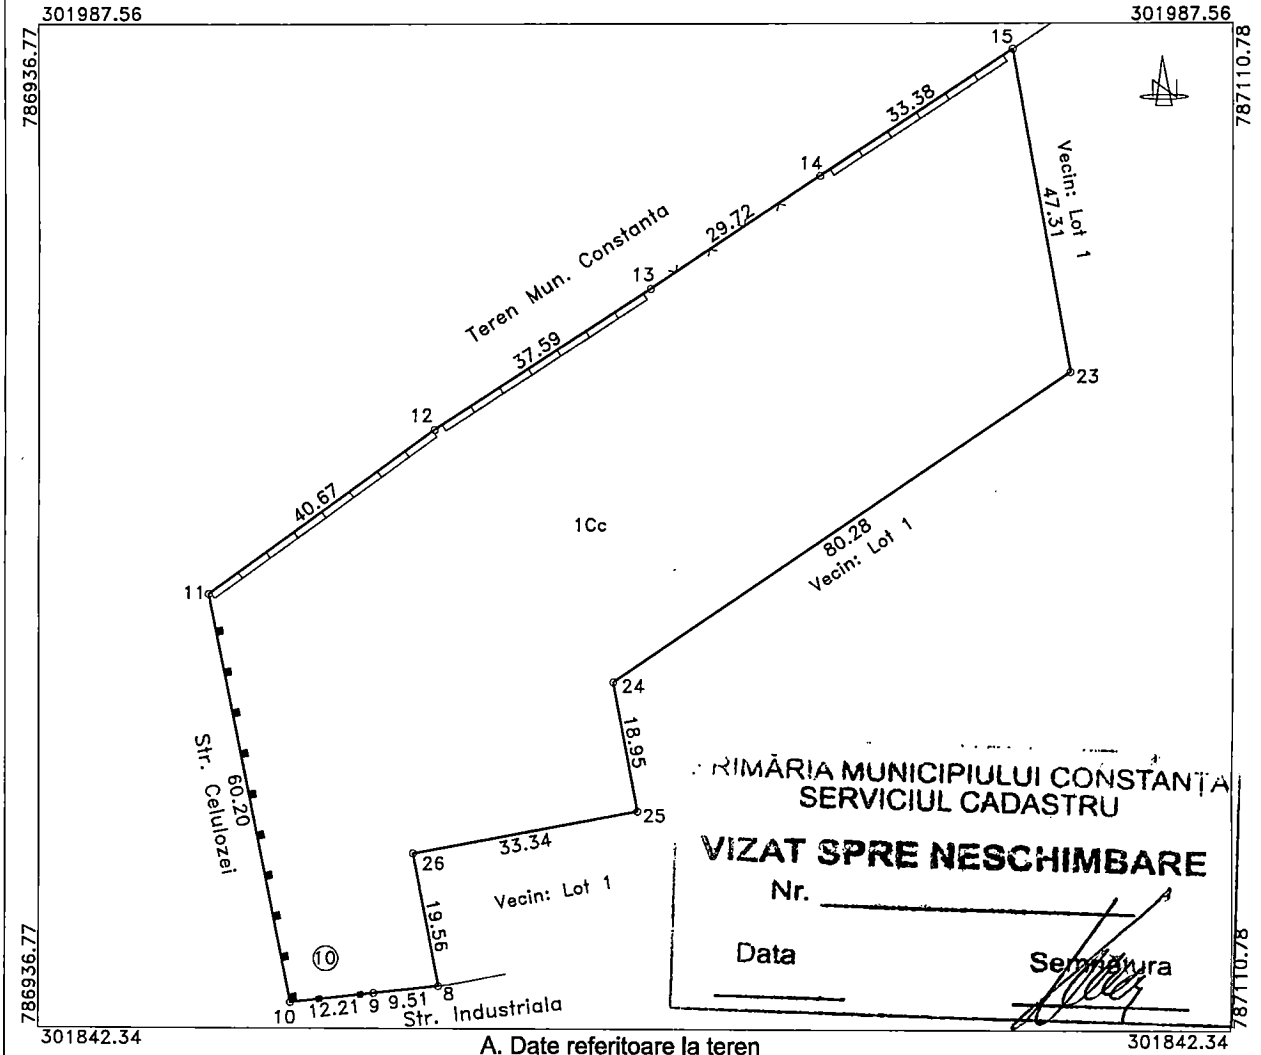 301987.56
301987.56
786936.77
787110.78
15
33.38
14
Vecin: Lot 1
47.31
29.72
Teren Mun. Constanta
13
37.59
23
12
40.67
1Cc
80.28
Vecin: Lot 1
11
24
18.95
Str. Celulozei
60.20
25
33.34
26
Vecin: Lot 1
19.56
10
10
12.21
9
9.51
8
Str. Industriala
RIMĂRIA MUNICIPIULUI CONSTANȚA
SERVICIUL CADASTRU
VIZAT SPRE NESCHIMBARE
Nr.
Data
Semnătura
786936.77
787110.78
301842.34
301842.34
A. Date referitoare la teren